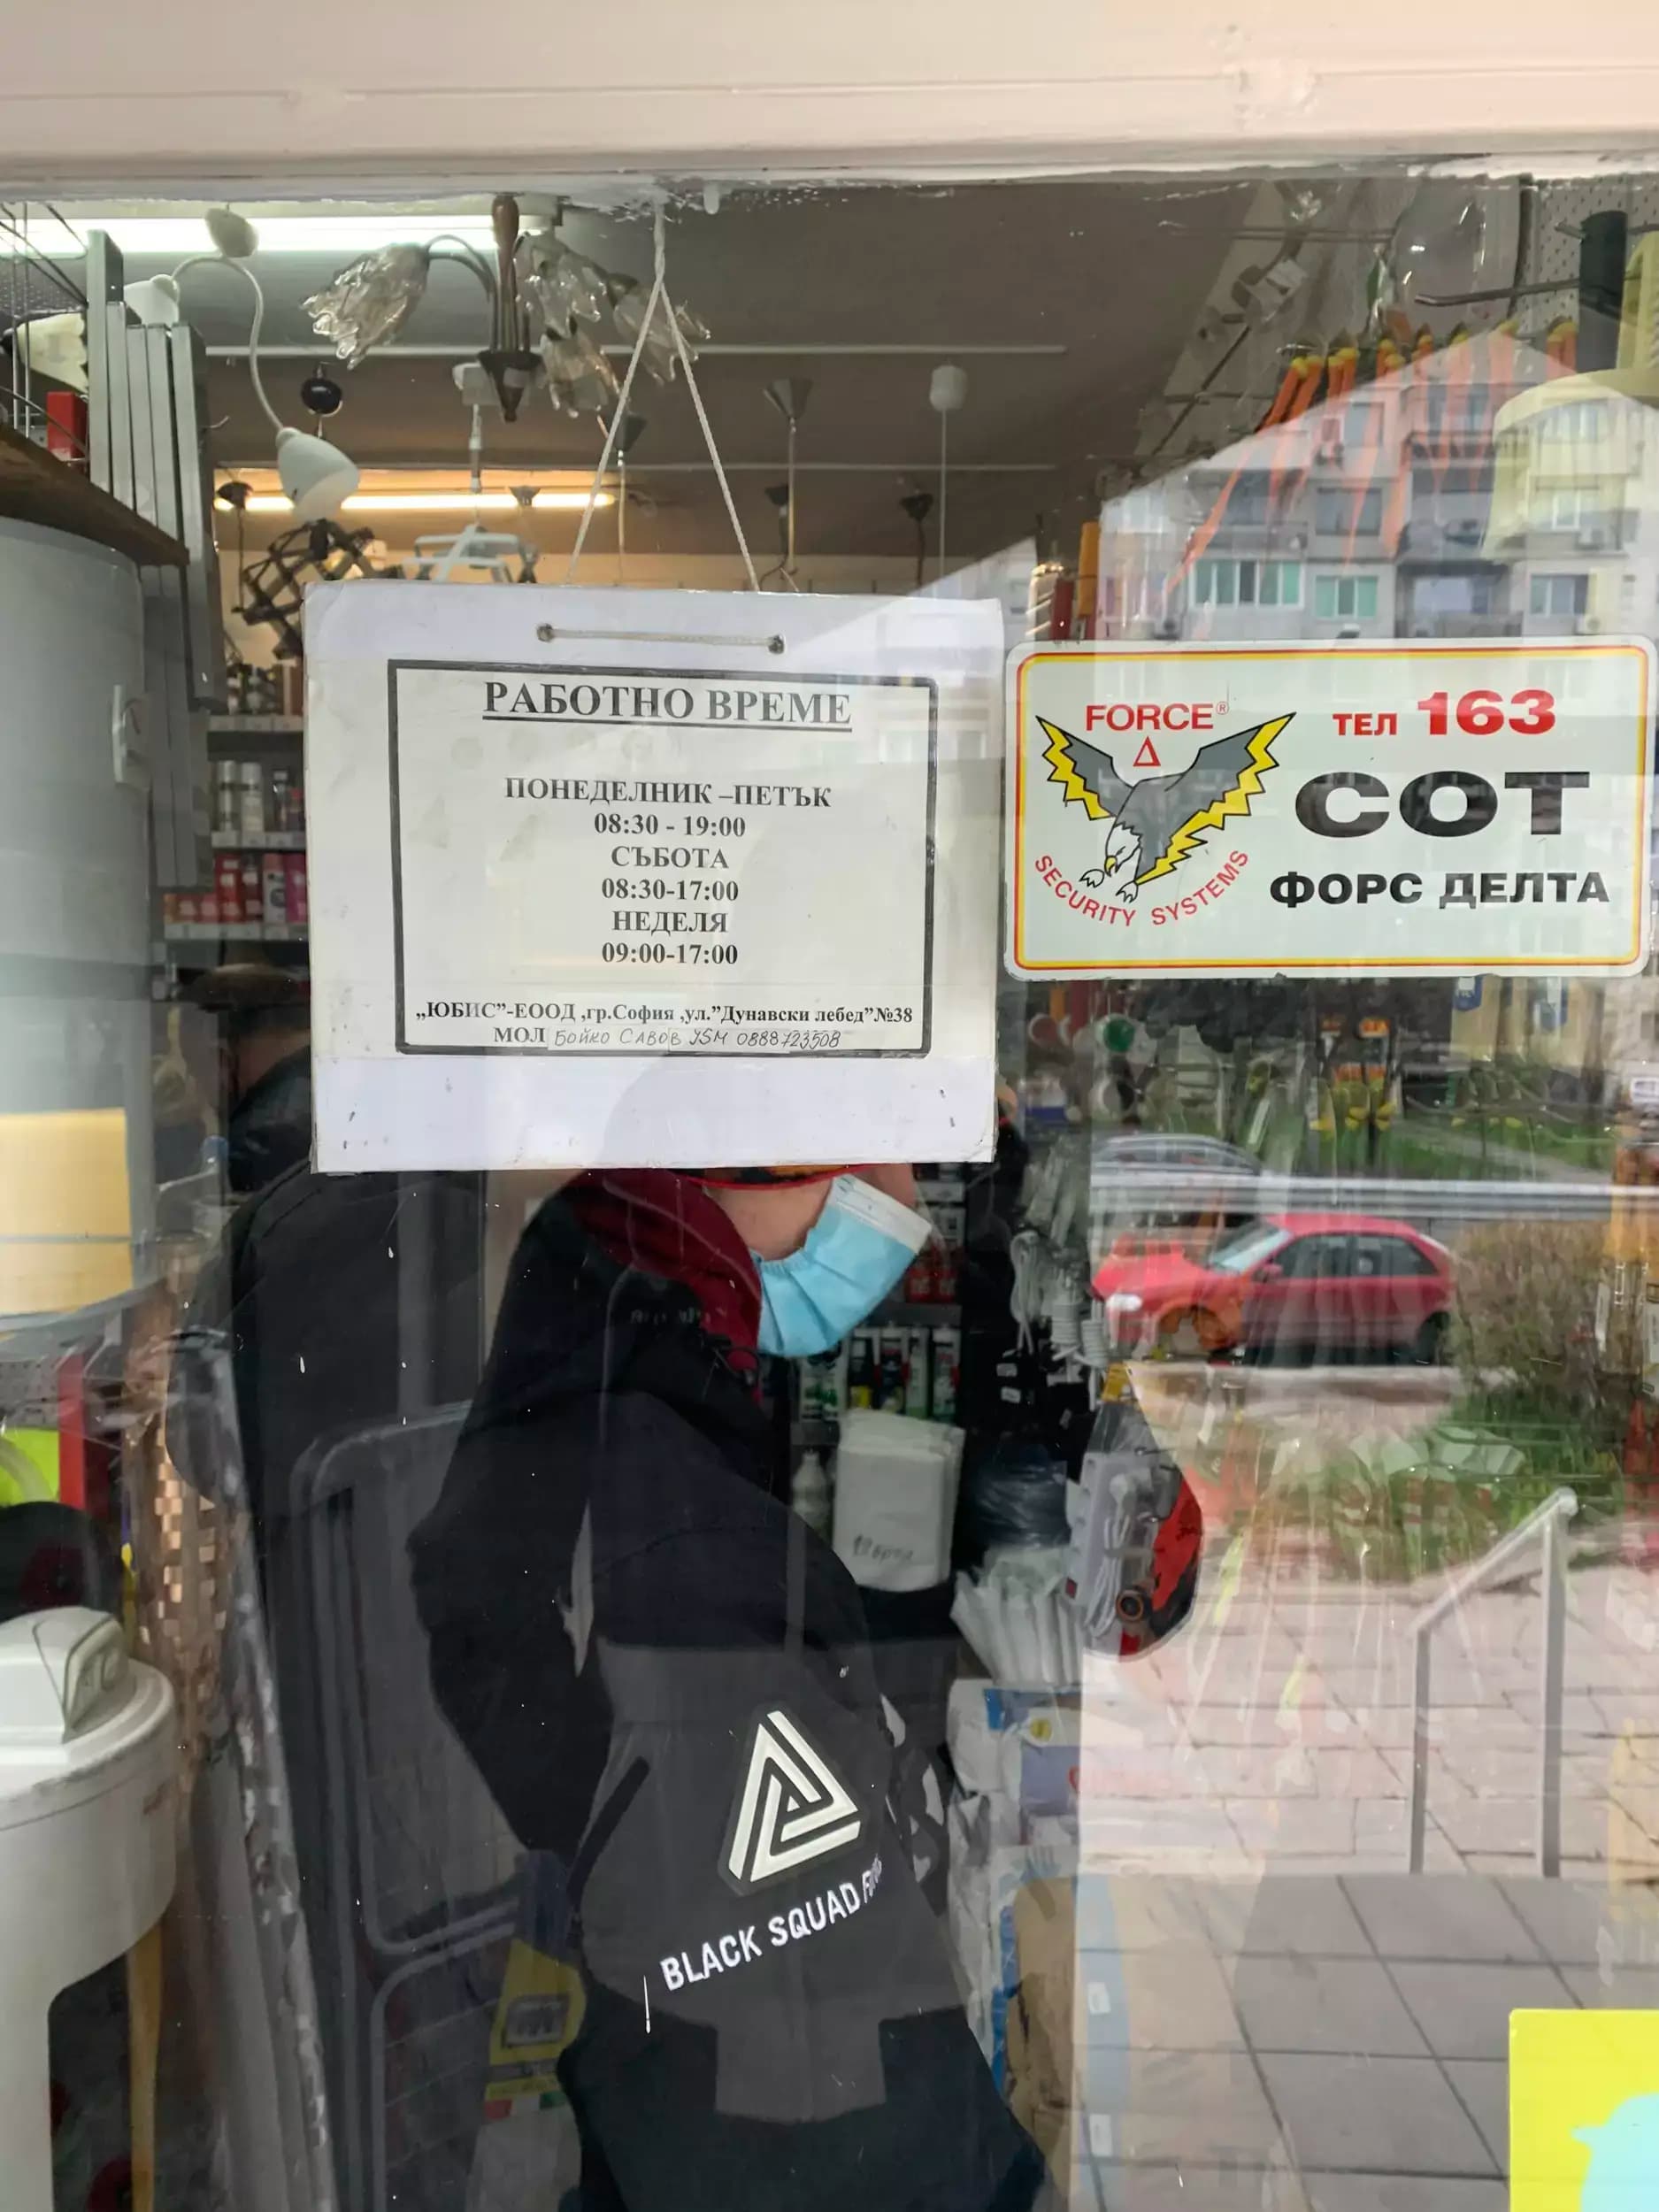 РАБОТНО ВРЕМЕ
ПОНЕДЕЛНИК –ПЕТЪК
08:30 - 19:00
СЪБОТА
08:30-17:00
НЕДЕЛЯ
09:00-17:00
„ЮБИС”-ЕООД ,гр.София ,ул.”Дунавски лебед”№38
МОЛ Бойко Савов JSM 0888723508
FORCE®
Δ
SECURITY SYSTEMS
ТЕЛ 163
СОТ
ФОРС ДЕЛТА
BLACK SQUAD